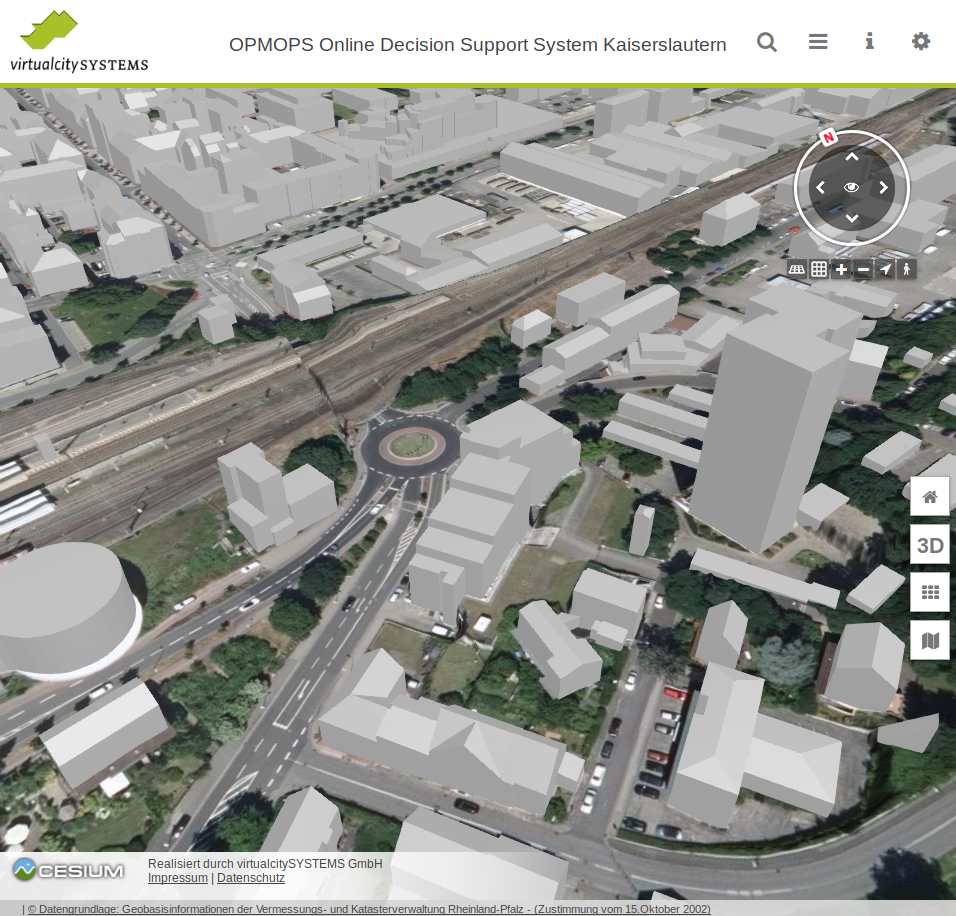 virtualcitySYSTEMS
OPMOPS Online Decision Support System Kaiserslautern
N
3D
CESIUM
Realisiert durch virtualcitySYSTEMS GmbH
Impressum | Datenschutz
| © Datengrundlage: Geobasisinformationen der Vermessungs- und Katasterverwaltung Rheinland-Pfalz - (Zustimmung vom 15.Oktober 2002)